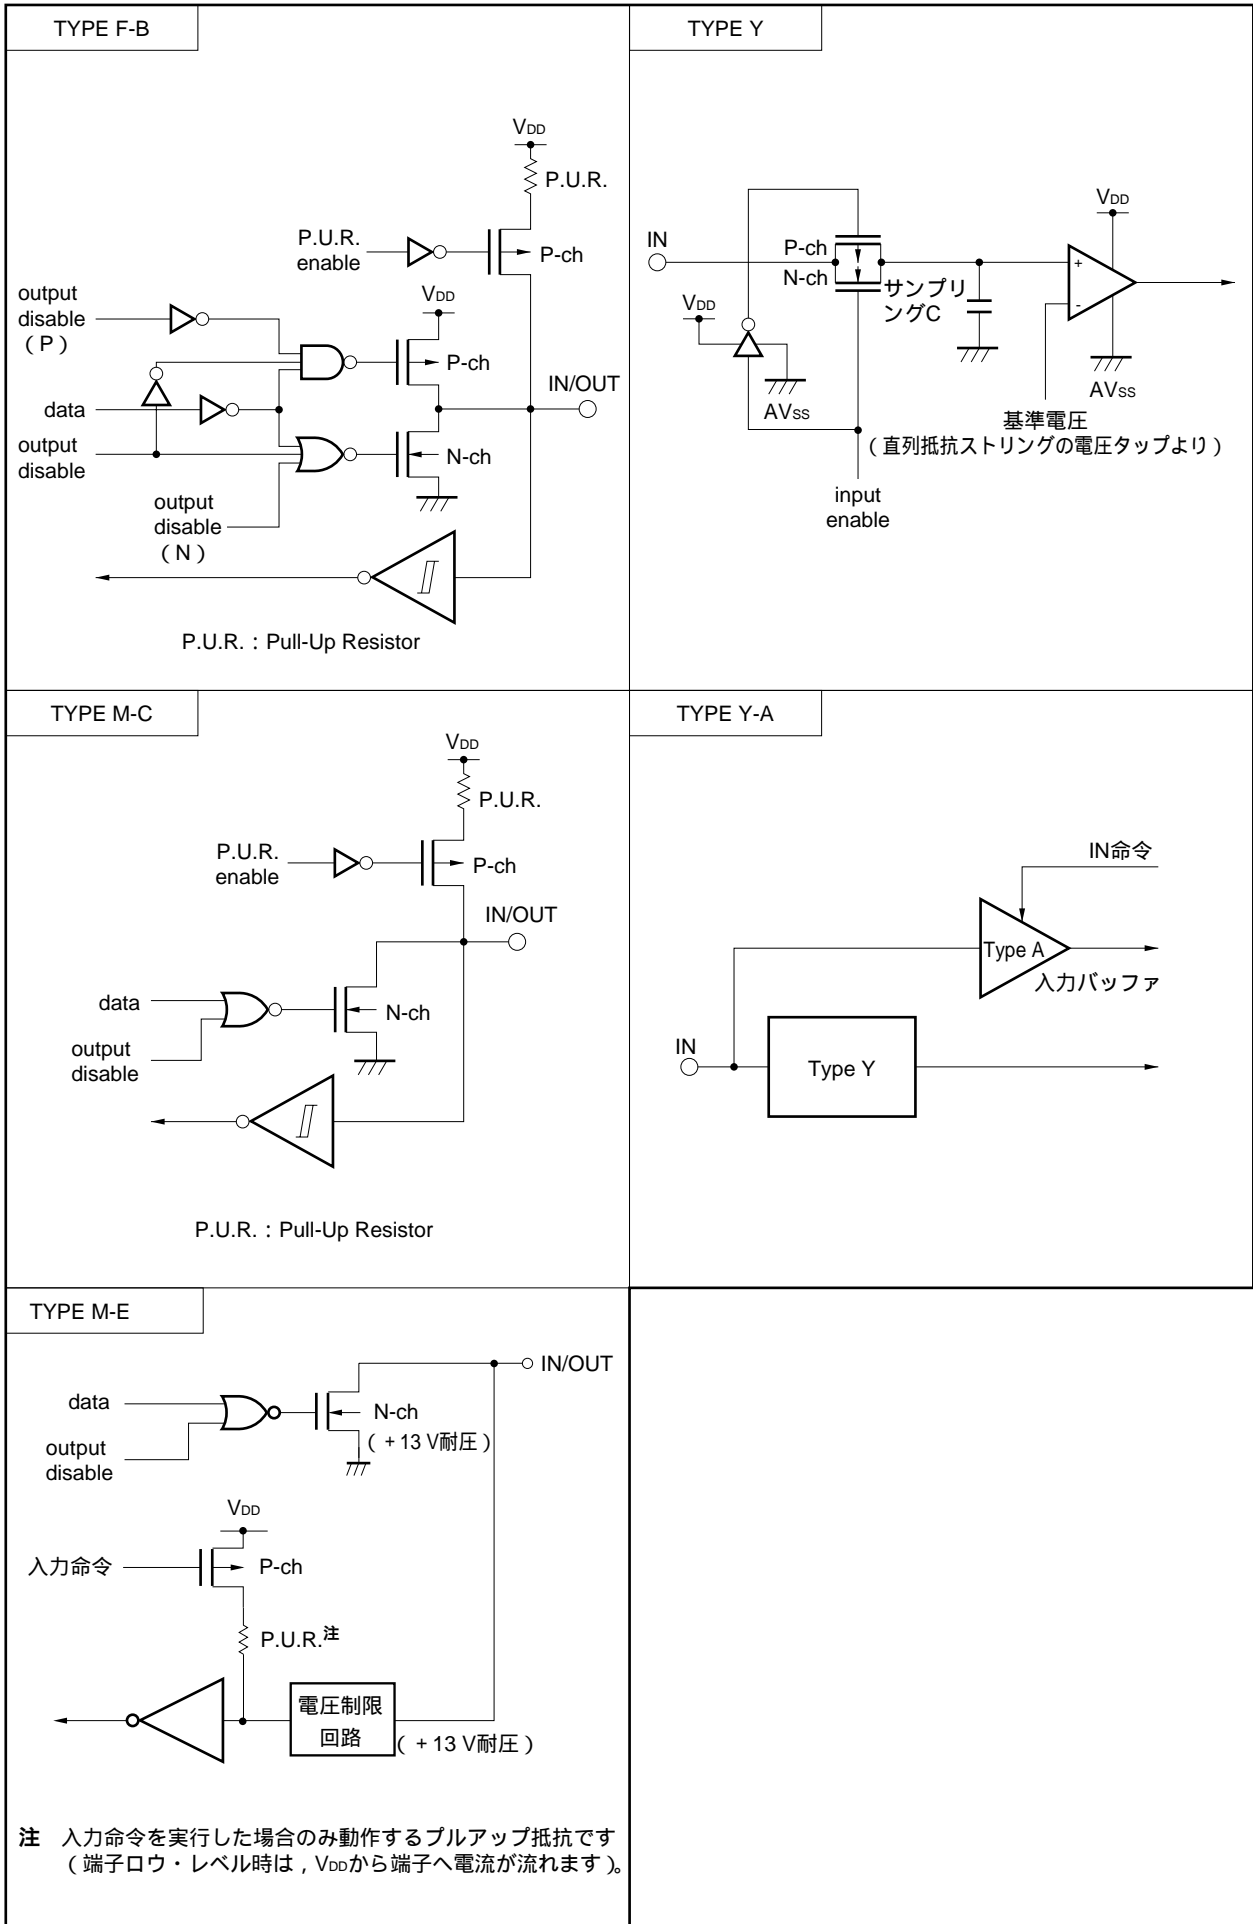 TYPE F-B
VDD
P.U.R.
P.U.R.
enable
P-ch
output
disable
( P )
VDD
P-ch
IN/OUT
data
output
disable
N-ch
output
disable
( N )
P.U.R. : Pull-Up Resistor
TYPE Y
VDD
IN
P-ch
N-ch
+
-
サンプリ
ングC
VDD
AVSS
AVSS
基準電圧
( 直列抵抗ストリングの電圧タップより )
input
enable
TYPE M-C
VDD
P.U.R.
P.U.R.
enable
P-ch
IN/OUT
data
N-ch
output
disable
P.U.R. : Pull-Up Resistor
TYPE Y-A
IN命令
Type A
入力バッファ
IN
Type Y
TYPE M-E
IN/OUT
data
N-ch
( + 13 V耐圧 )
output
disable
VDD
入力命令
P-ch
P.U.R.注
電圧制限
回路
( + 13 V耐圧 )
注 入力命令を実行した場合のみ動作するプルアップ抵抗です
( 端子ロウ・レベル時は , VDDから端子へ電流が流れます )。